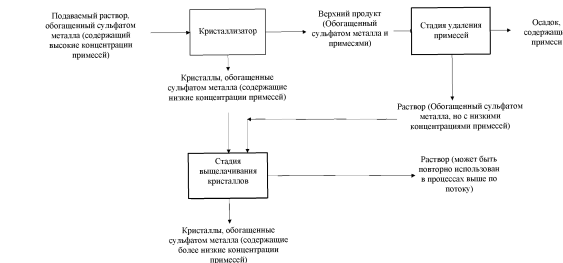 Подаваемый раствор,
обогащенный сульфатом
металла (содержащий
высокие концентрации
примесей)
Кристаллизатор
Верхний продукт
(Обогащенный
сульфатом металла и
примесями)
Стадия удаления
примесей
Осадок,
содержащи
примеси
Кристаллы, обогащенные
сульфатом металла (содержащие
низкие концентрации примесей)
Раствор (Обогащенный сульфатом
металла, но с низкими
концентрациями примесей)
Стадия
выщелачивания
кристаллов
Раствор (может быть
повторно использован
в процессах выше по
потоку)
Кристаллы, обогащенные
сульфатом металла (содержащие
более низкие концентрации
примесей)